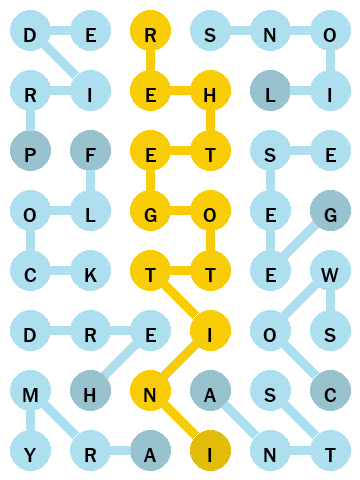 D E R S N O
R I E H L I
P F E T S E
O L G O E G
C K T T E W
D R E I O S
M H N A S C
Y R A I N T